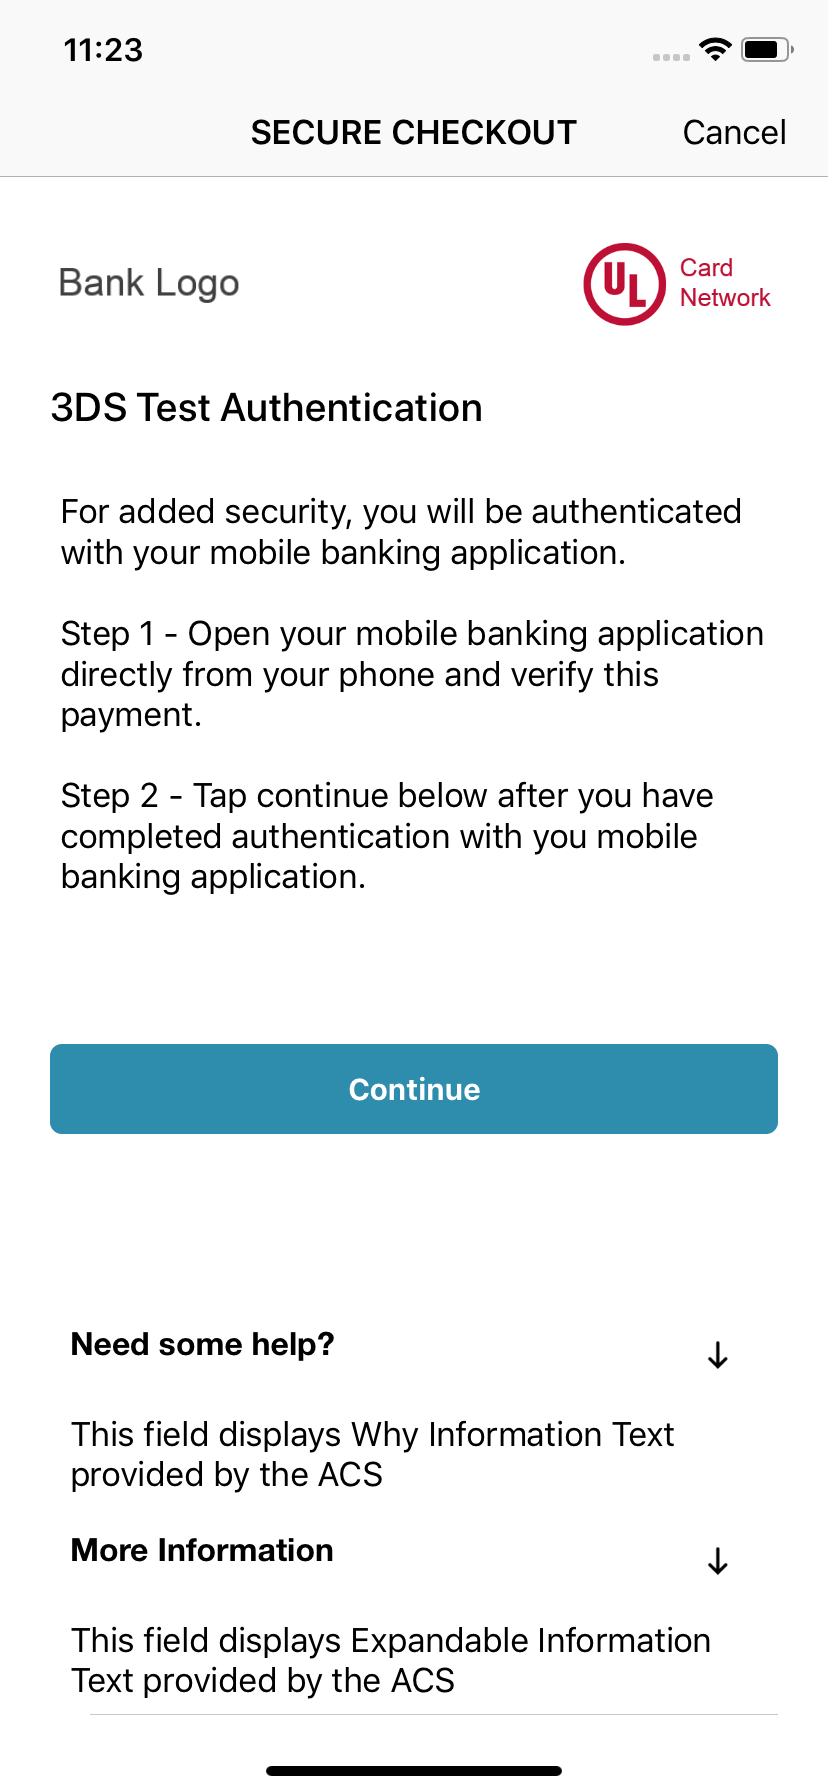 11:23
SECURE CHECKOUT
Cancel
Bank Logo
UL
Card
Network
3DS Test Authentication
For added security, you will be authenticated
with your mobile banking application.
Step 1 - Open your mobile banking application
directly from your phone and verify this
payment.
Step 2 - Tap continue below after you have
completed authentication with you mobile
banking application.
Continue
Need some help?
This field displays Why Information Text
provided by the ACS
More Information
This field displays Expandable Information
Text provided by the ACS